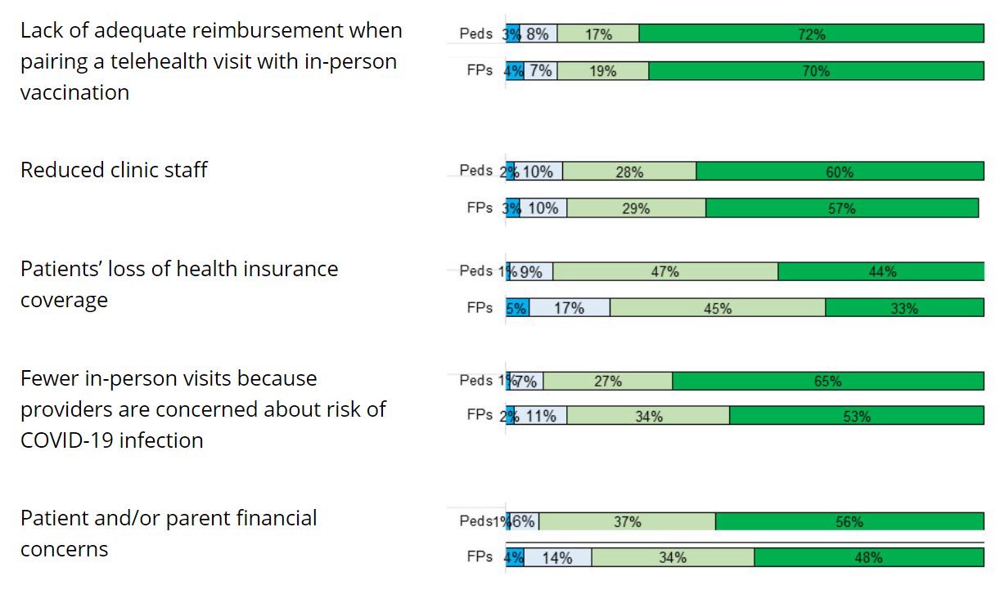 Lack of adequate reimbursement when
pairing a telehealth visit with in-person
vaccination
Peds 3% 8% 17% 72%
FPs 4% 7% 19% 70%
Reduced clinic staff
Peds 2% 10% 28% 60%
FPs 3% 10% 29% 57%
Patients’ loss of health insurance
coverage
Peds 1% 9% 47% 44%
FPs 5% 17% 45% 33%
Fewer in-person visits because
providers are concerned about risk of
COVID-19 infection
Peds 1% 7% 27% 65%
FPs 2% 11% 34% 53%
Patient and/or parent financial
concerns
Peds 1% 6% 37% 56%
FPs 4% 14% 34% 48%